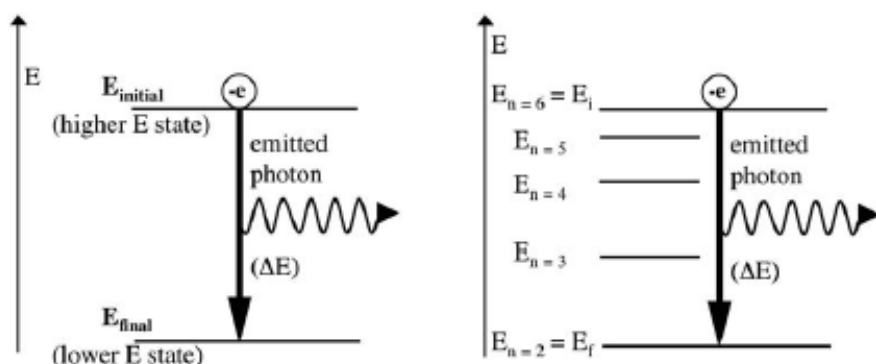 E
E_initial
(higher E state)
-e
emitted
photon
(ΔE)
E_final
(lower E state)
E
E_n = 6 = E_i
-e
E_n = 5
emitted
photon
E_n = 4
E_n = 3
(ΔE)
E_n = 2 = E_f